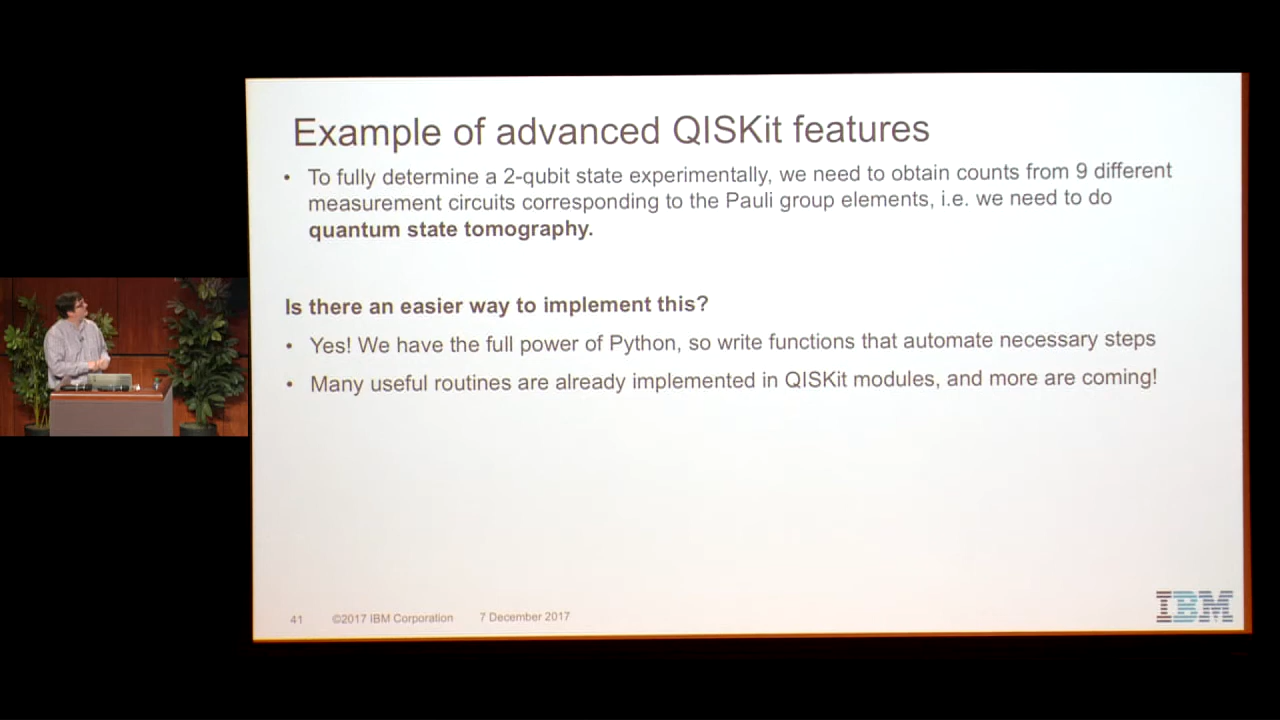 Example of advanced QISKit features
• To fully determine a 2-qubit state experimentally, we need to obtain counts from 9 different
measurement circuits corresponding to the Pauli group elements, i.e. we need to do
quantum state tomography.
Is there an easier way to implement this?
• Yes! We have the full power of Python, so write functions that automate necessary steps
• Many useful routines are already implemented in QISKit modules, and more are coming!
41 ©2017 IBM Corporation 7 December 2017
IBM